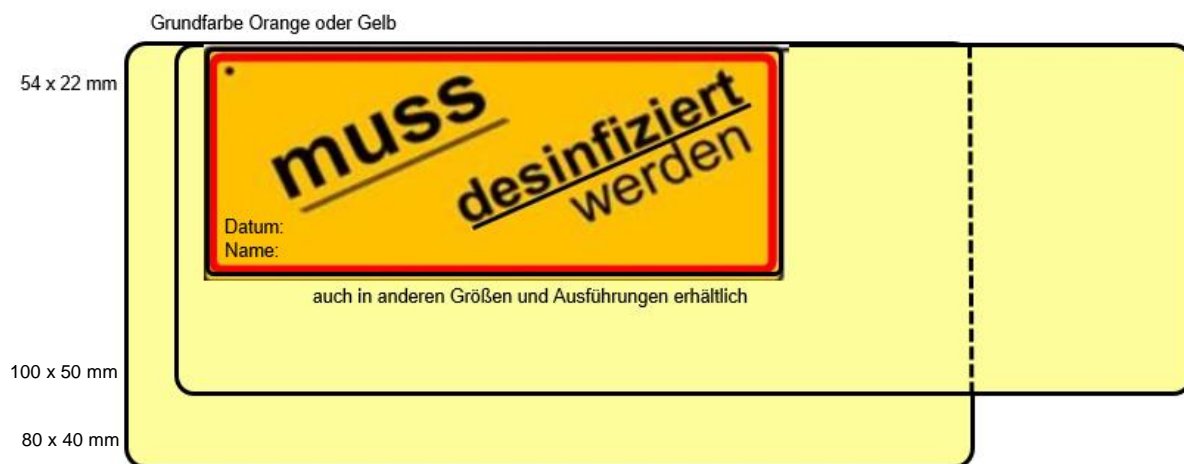 Grundfarbe Orange oder Gelb
54 x 22 mm
muss
desinfiziert
werden
Datum:
Name:
auch in anderen Größen und Ausführungen erhältlich
100 x 50 mm
80 x 40 mm